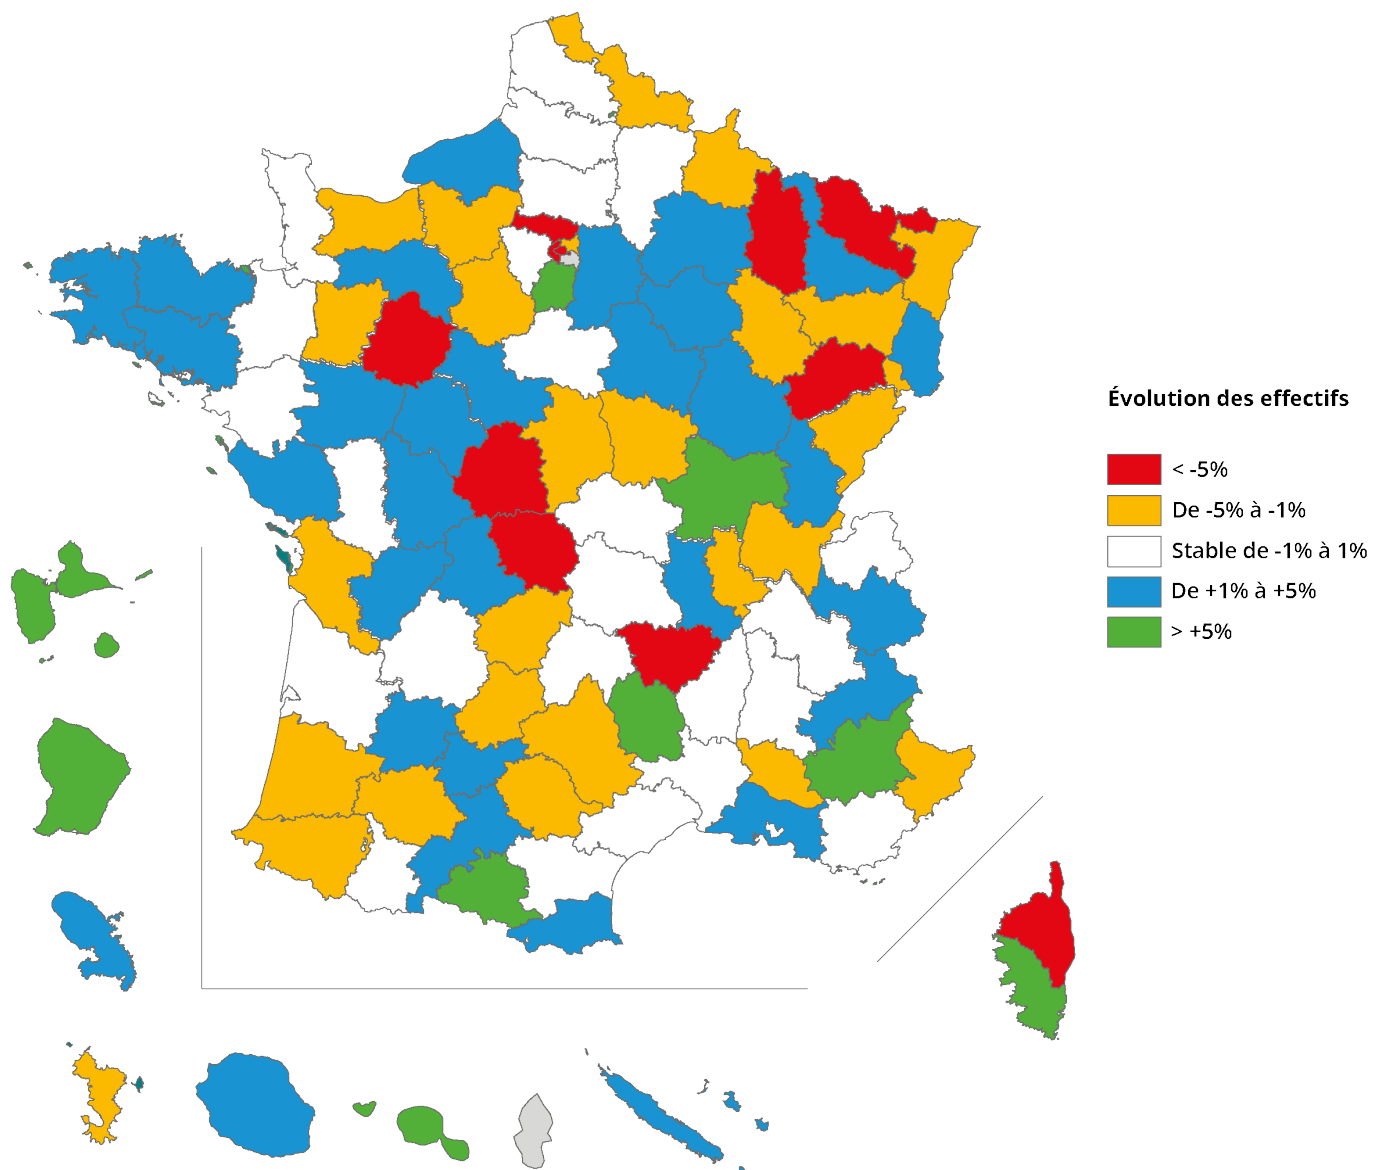 Évolution des effectifs
< -5%
De -5% à -1%
Stable de -1% à 1%
De +1% à +5%
> +5%